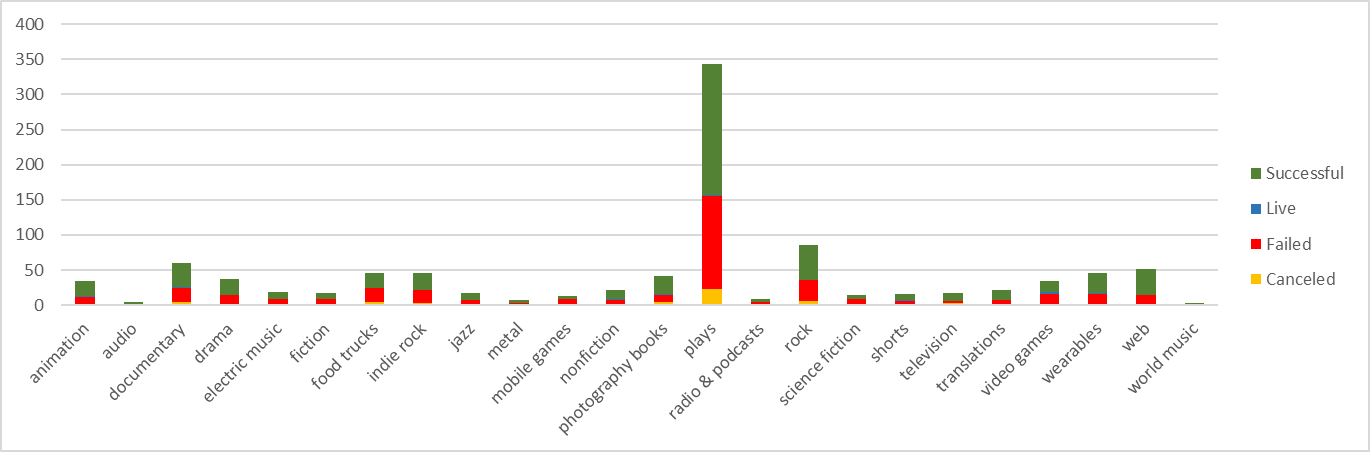 400
350
300
250
200
150
100
50
0
animation
audio
documentary
drama
electric music
fiction
food trucks
indie rock
jazz
metal
mobile games
nonfiction
photography books
plays
radio & podcasts
rock
science fiction
shorts
television
translations
video games
wearables
web
world music
Successful
Live
Failed
Canceled